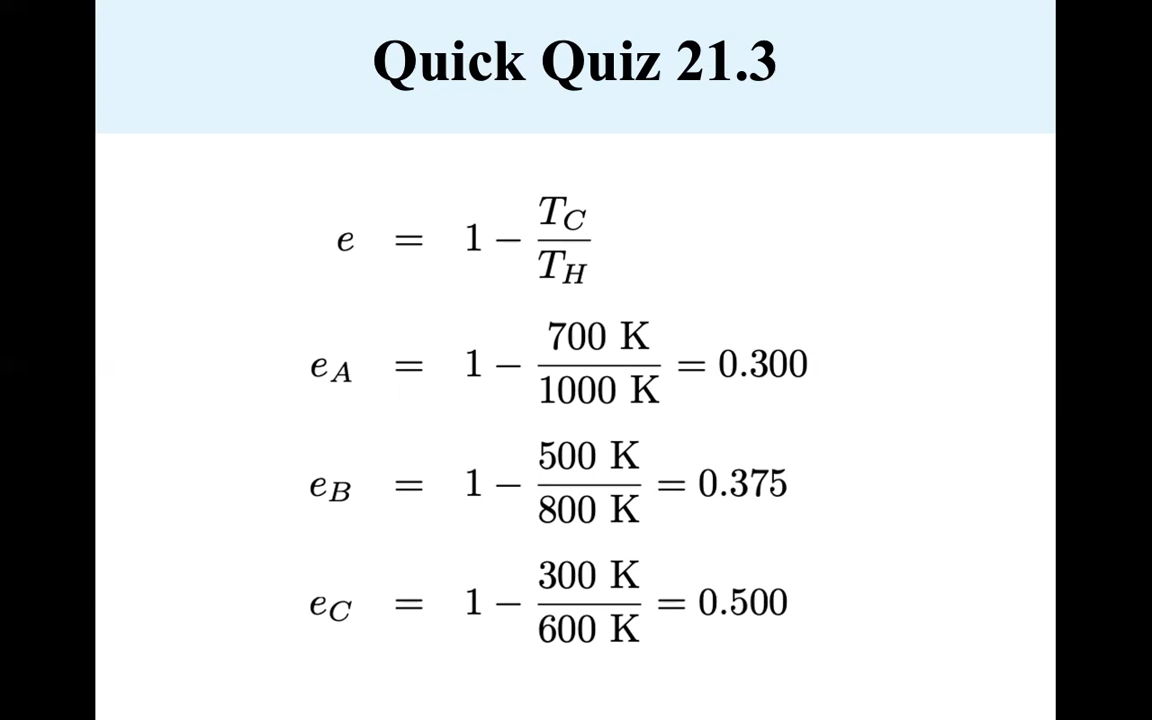 Quick Quiz 21.3
e = 1 − T_C / T_H
e_A = 1 − 700 K / 1000 K = 0.300
e_B = 1 − 500 K / 800 K = 0.375
e_C = 1 − 300 K / 600 K = 0.500